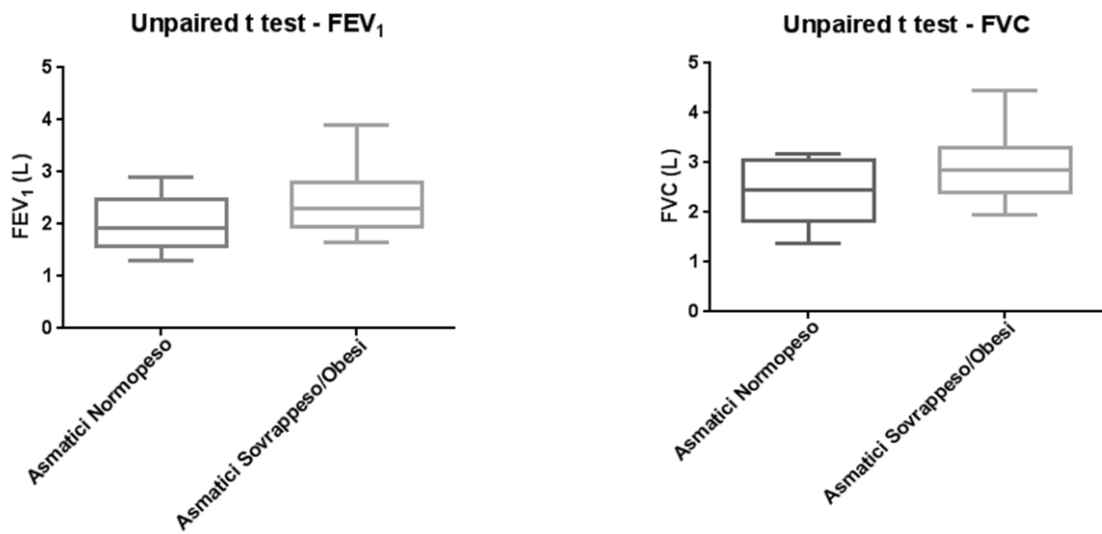 Unpaired t test - FEV₁
5
4
3
2
1
0
FEV₁ (L)
Asmatici Normopeso
Asmatici Sovrappeso/Obesi
Unpaired t test - FVC
5
4
3
2
1
0
FVC (L)
Asmatici Normopeso
Asmatici Sovrappeso/Obesi